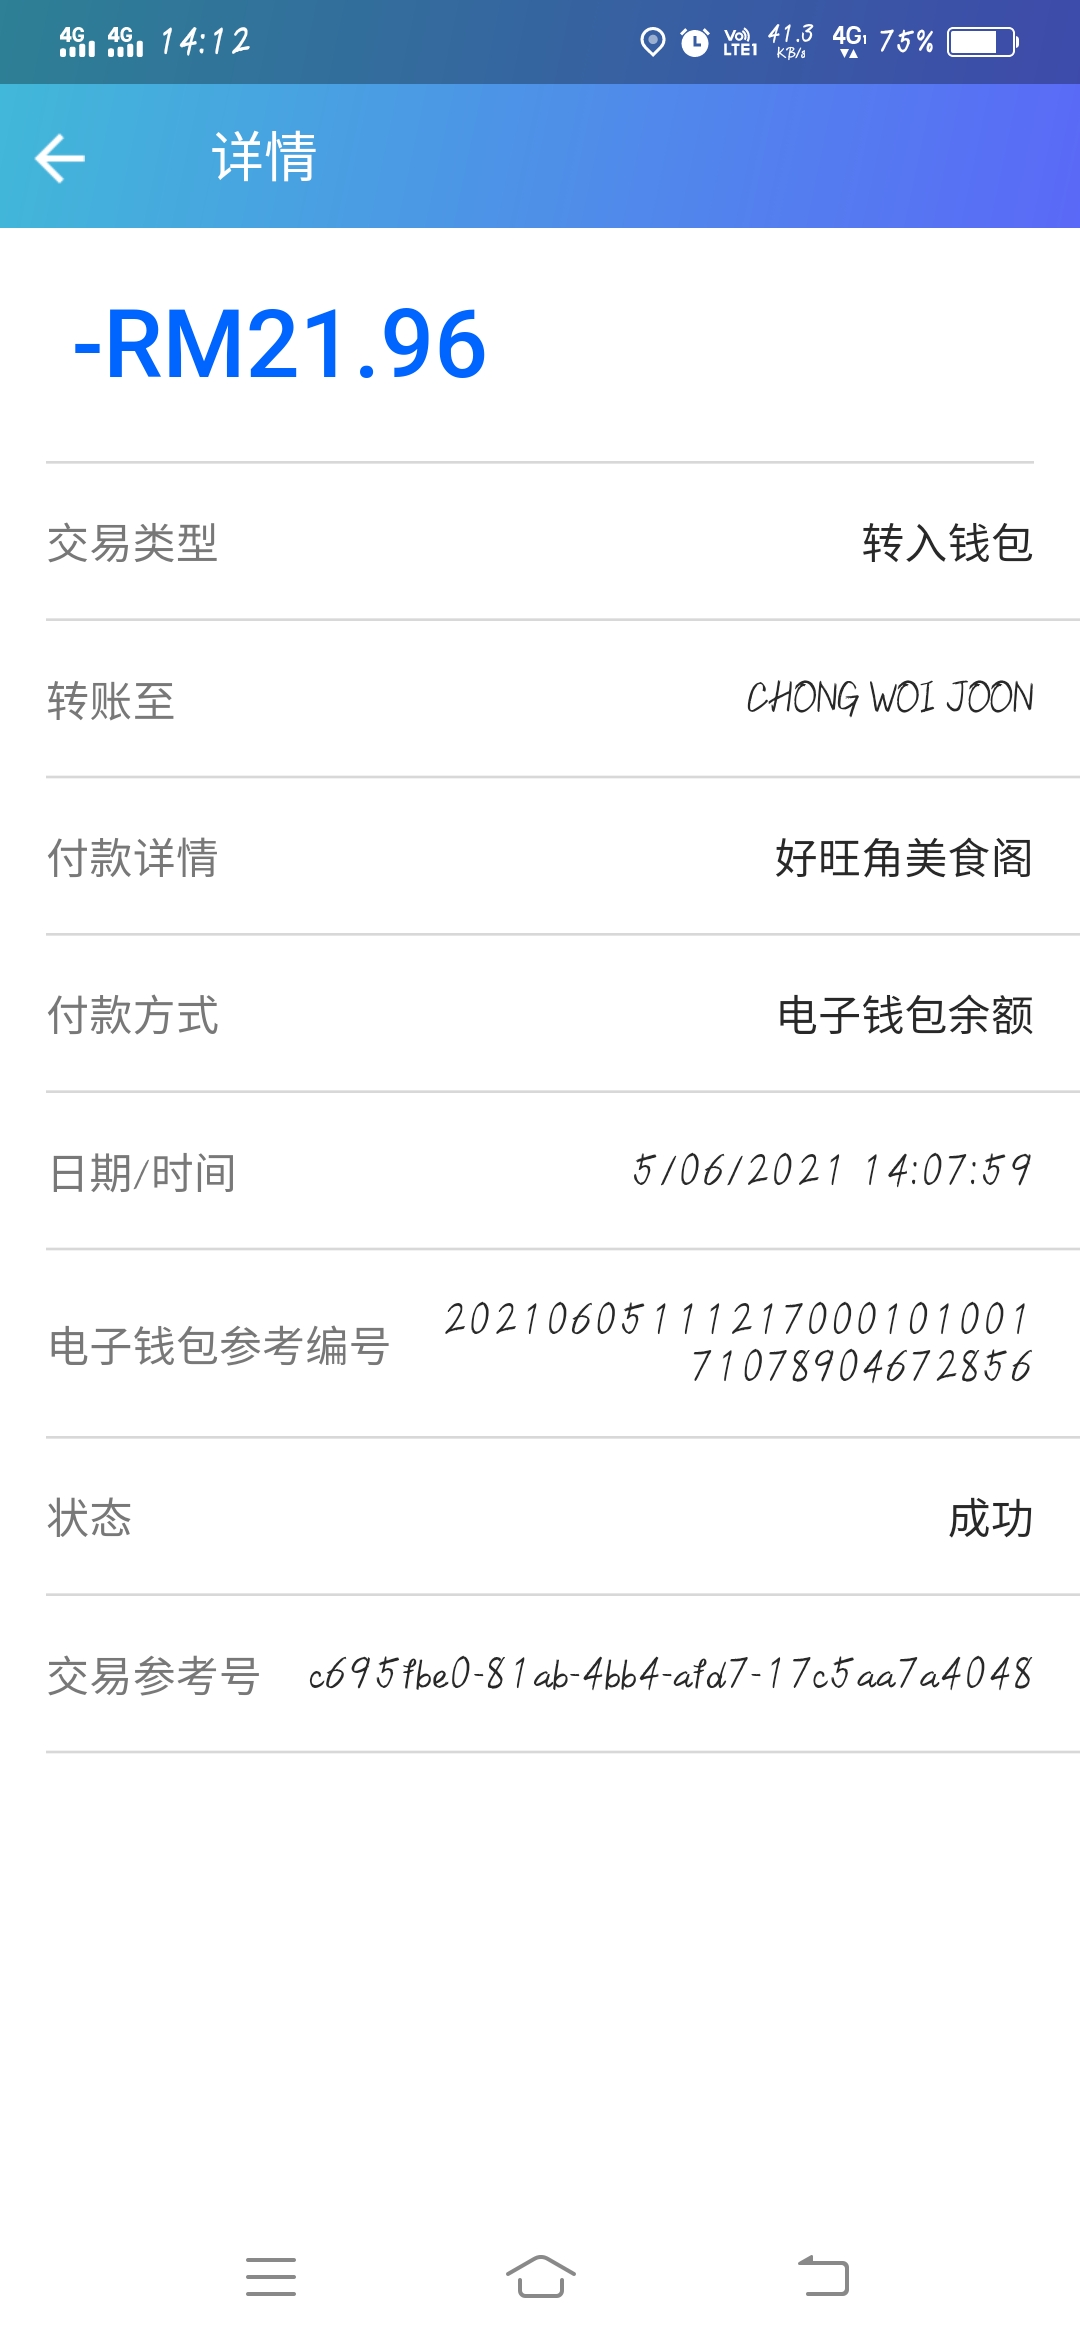 4G 4G 14:12 Vo)) LTE1 41.3 KB/s 4G1 75%
详情
-RM21.96
交易类型 转入钱包
转账至 CHONG WOI JOON
付款详情 好旺角美食阁
付款方式 电子钱包余额
日期/时间 5/06/2021 14:07:59
电子钱包参考编号 202106051111217000101001
71078904672856
状态 成功
交易参考号 c695fbe0-81ab-4bb4-afd7-17c5aa7a4048